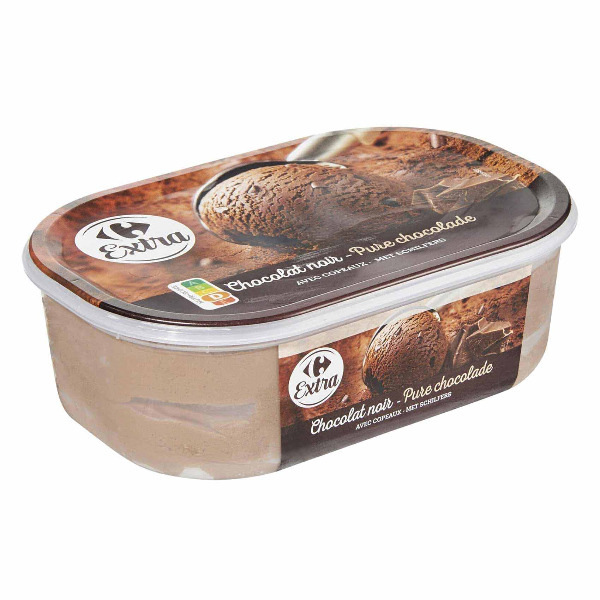 Extra
Chocolat noir - Pure chocolade
AVEC COPEAUX - MET SCHILFERS
Extra
Chocolat noir - Pure chocolade
AVEC COPEAUX - MET SCHILFERS